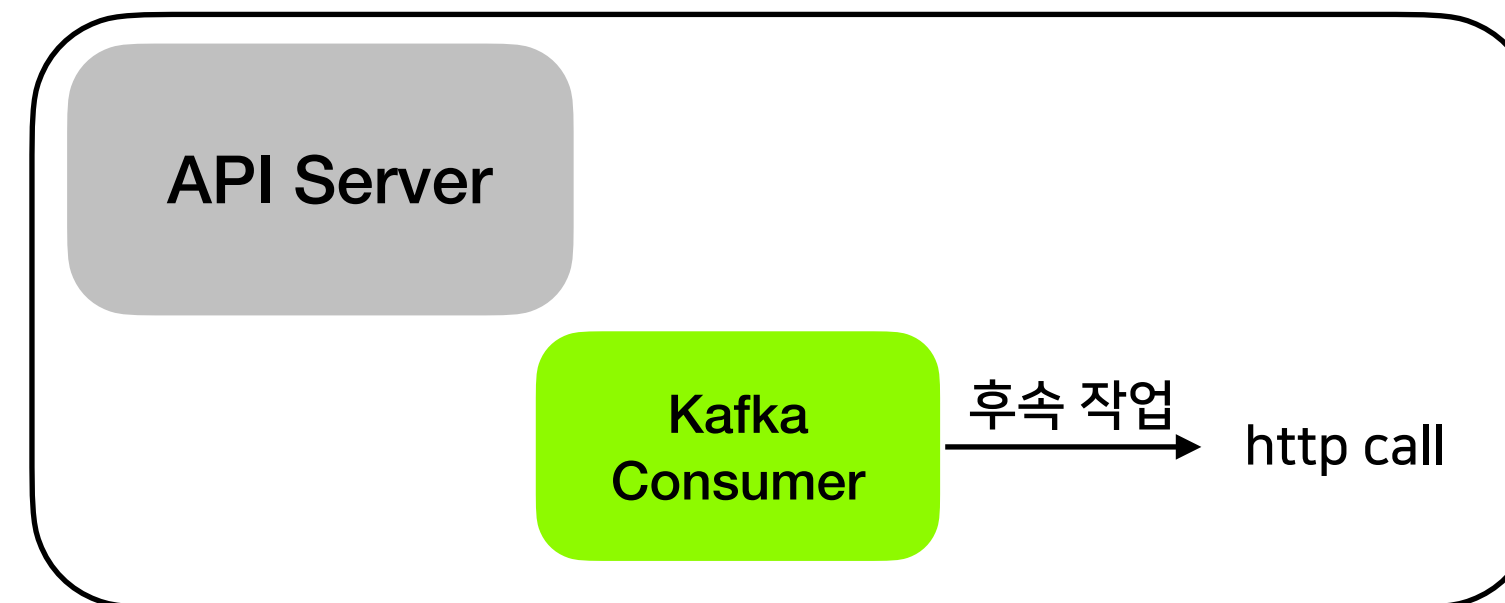 API Server
Kafka
Consumer
후속 작업
http call